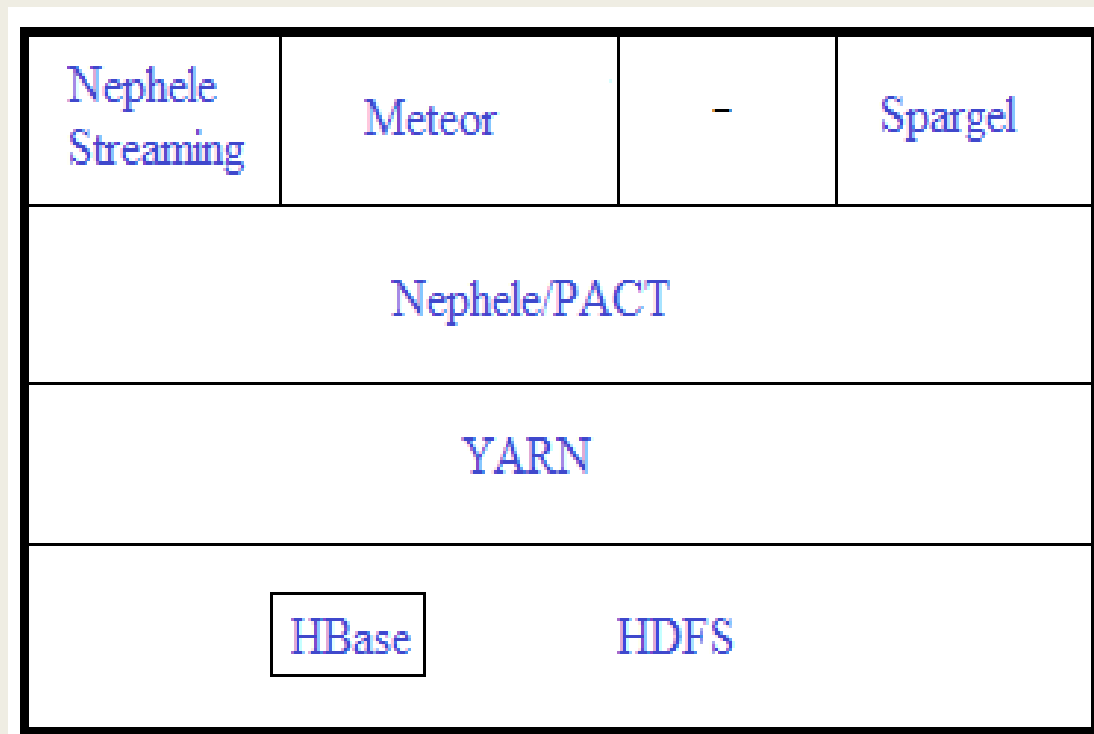 Nephele
Streaming
Meteor
-
Spargel
Nephele/PACT
YARN
HBase
HDFS